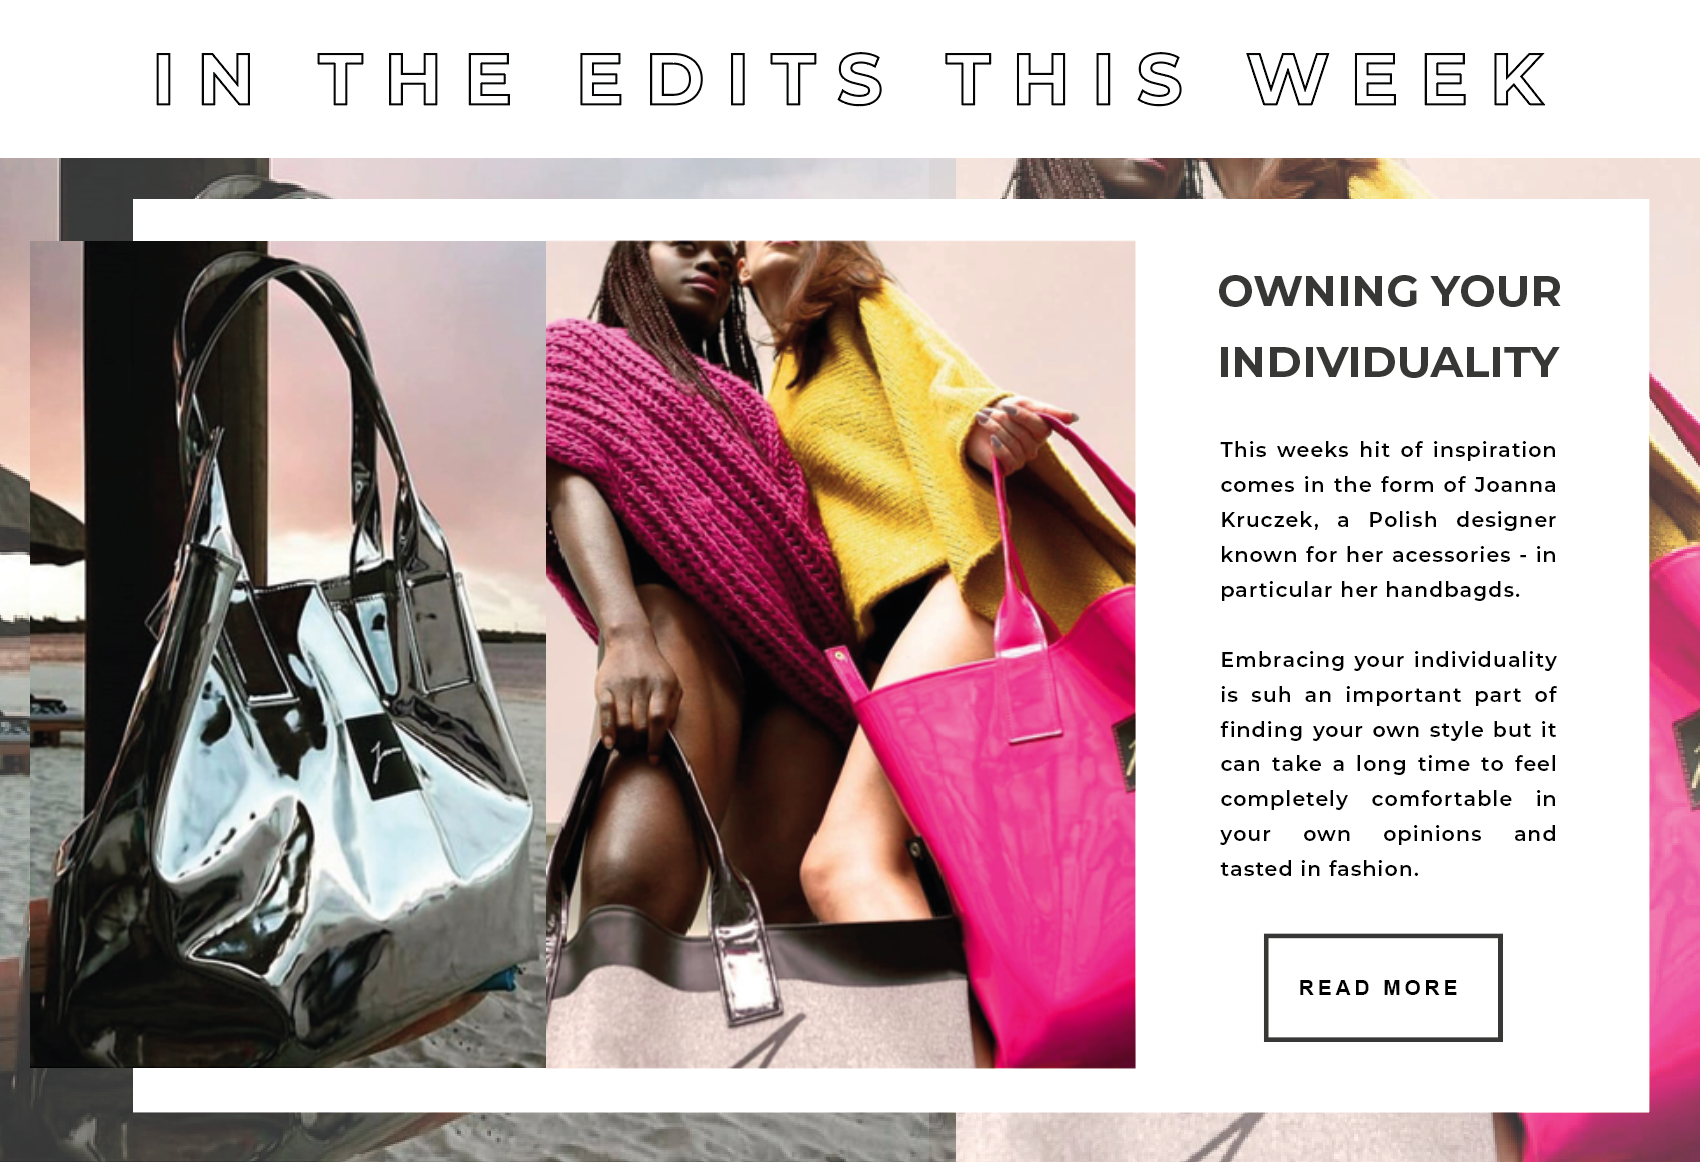 IN THE EDITS THIS WEEK
OWNING YOUR
INDIVIDUALITY
This weeks hit of inspiration
comes in the form of Joanna
Kruczek, a Polish designer
known for her acessories - in
particular her handbagds.
Embracing your individuality
is suh an important part of
finding your own style but it
can take a long time to feel
completely comfortable in
your own opinions and
tasted in fashion.
READ MORE